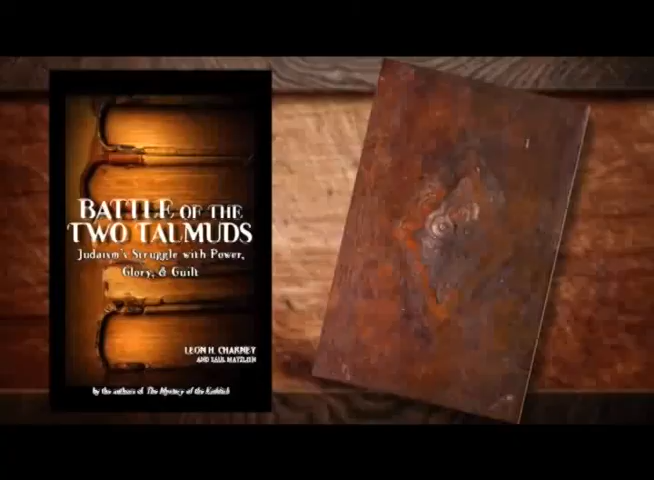 BATTLE OF THE
TWO TALMUDS
Judaism's Struggle with Power,
Glory, & Guilt
LEON H. CHARNEY
AND SAUL MAYZLISH
by the authors of The Mystery of the Kaddish